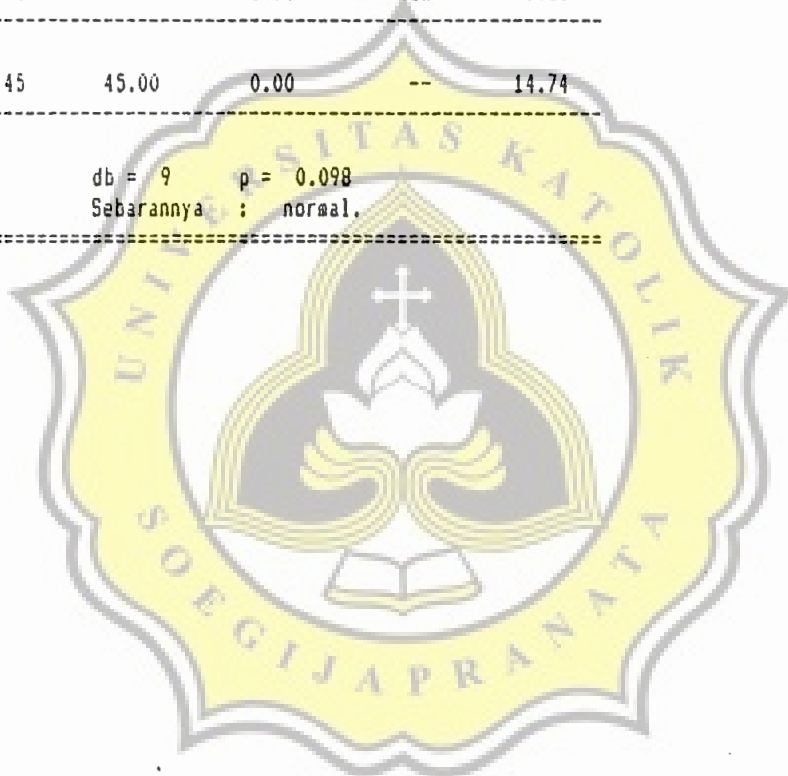 45 45.00 0.00 -- 14.74
db = 9 p = 0.098
Sebarannya : normal.
UNIVERSITAS KATOLIK
SOEGIJAPRANATA